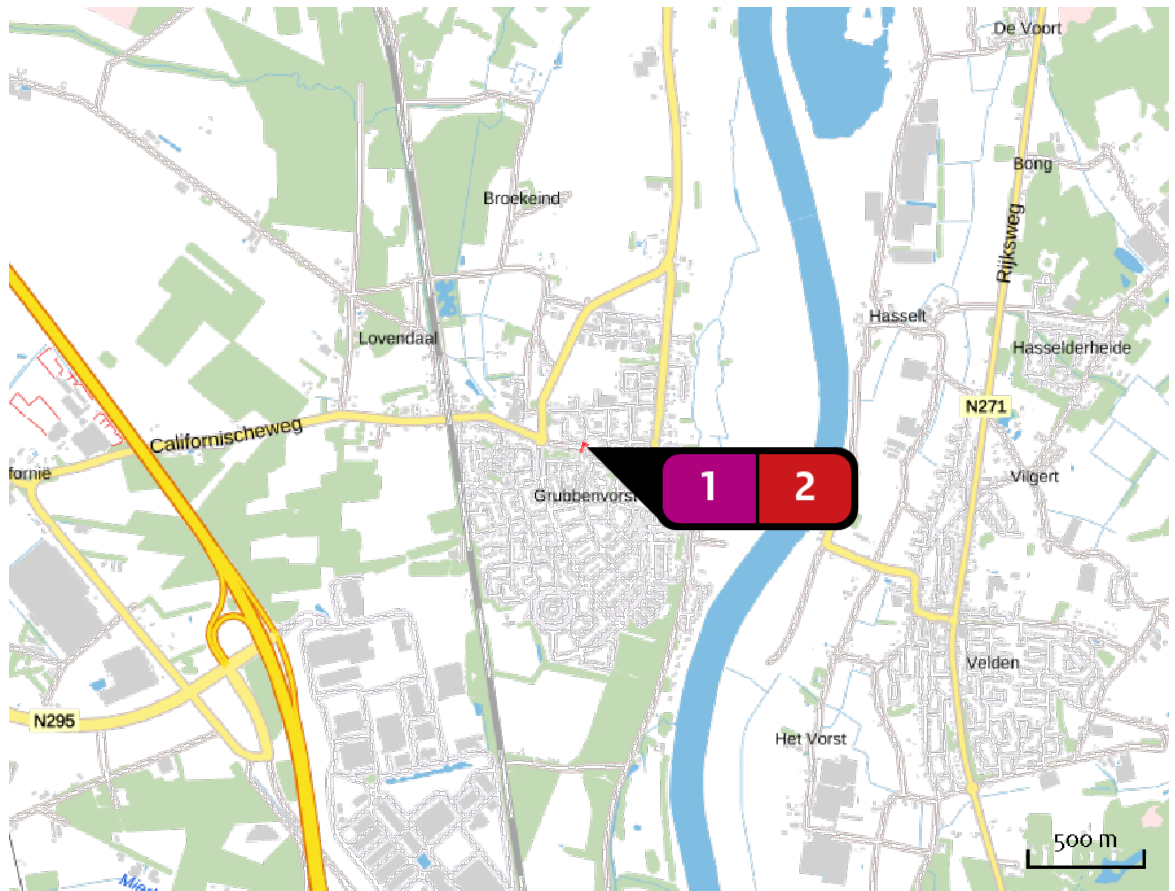 De Voort
Bong
Broekeind
Rijksweg
Hasselt
Lovendaal
Hasselderheide
N271
Californischeweg
fornië
Vilgert
1
2
Grubbenvorst
Velden
N295
Het Vorst
500 m